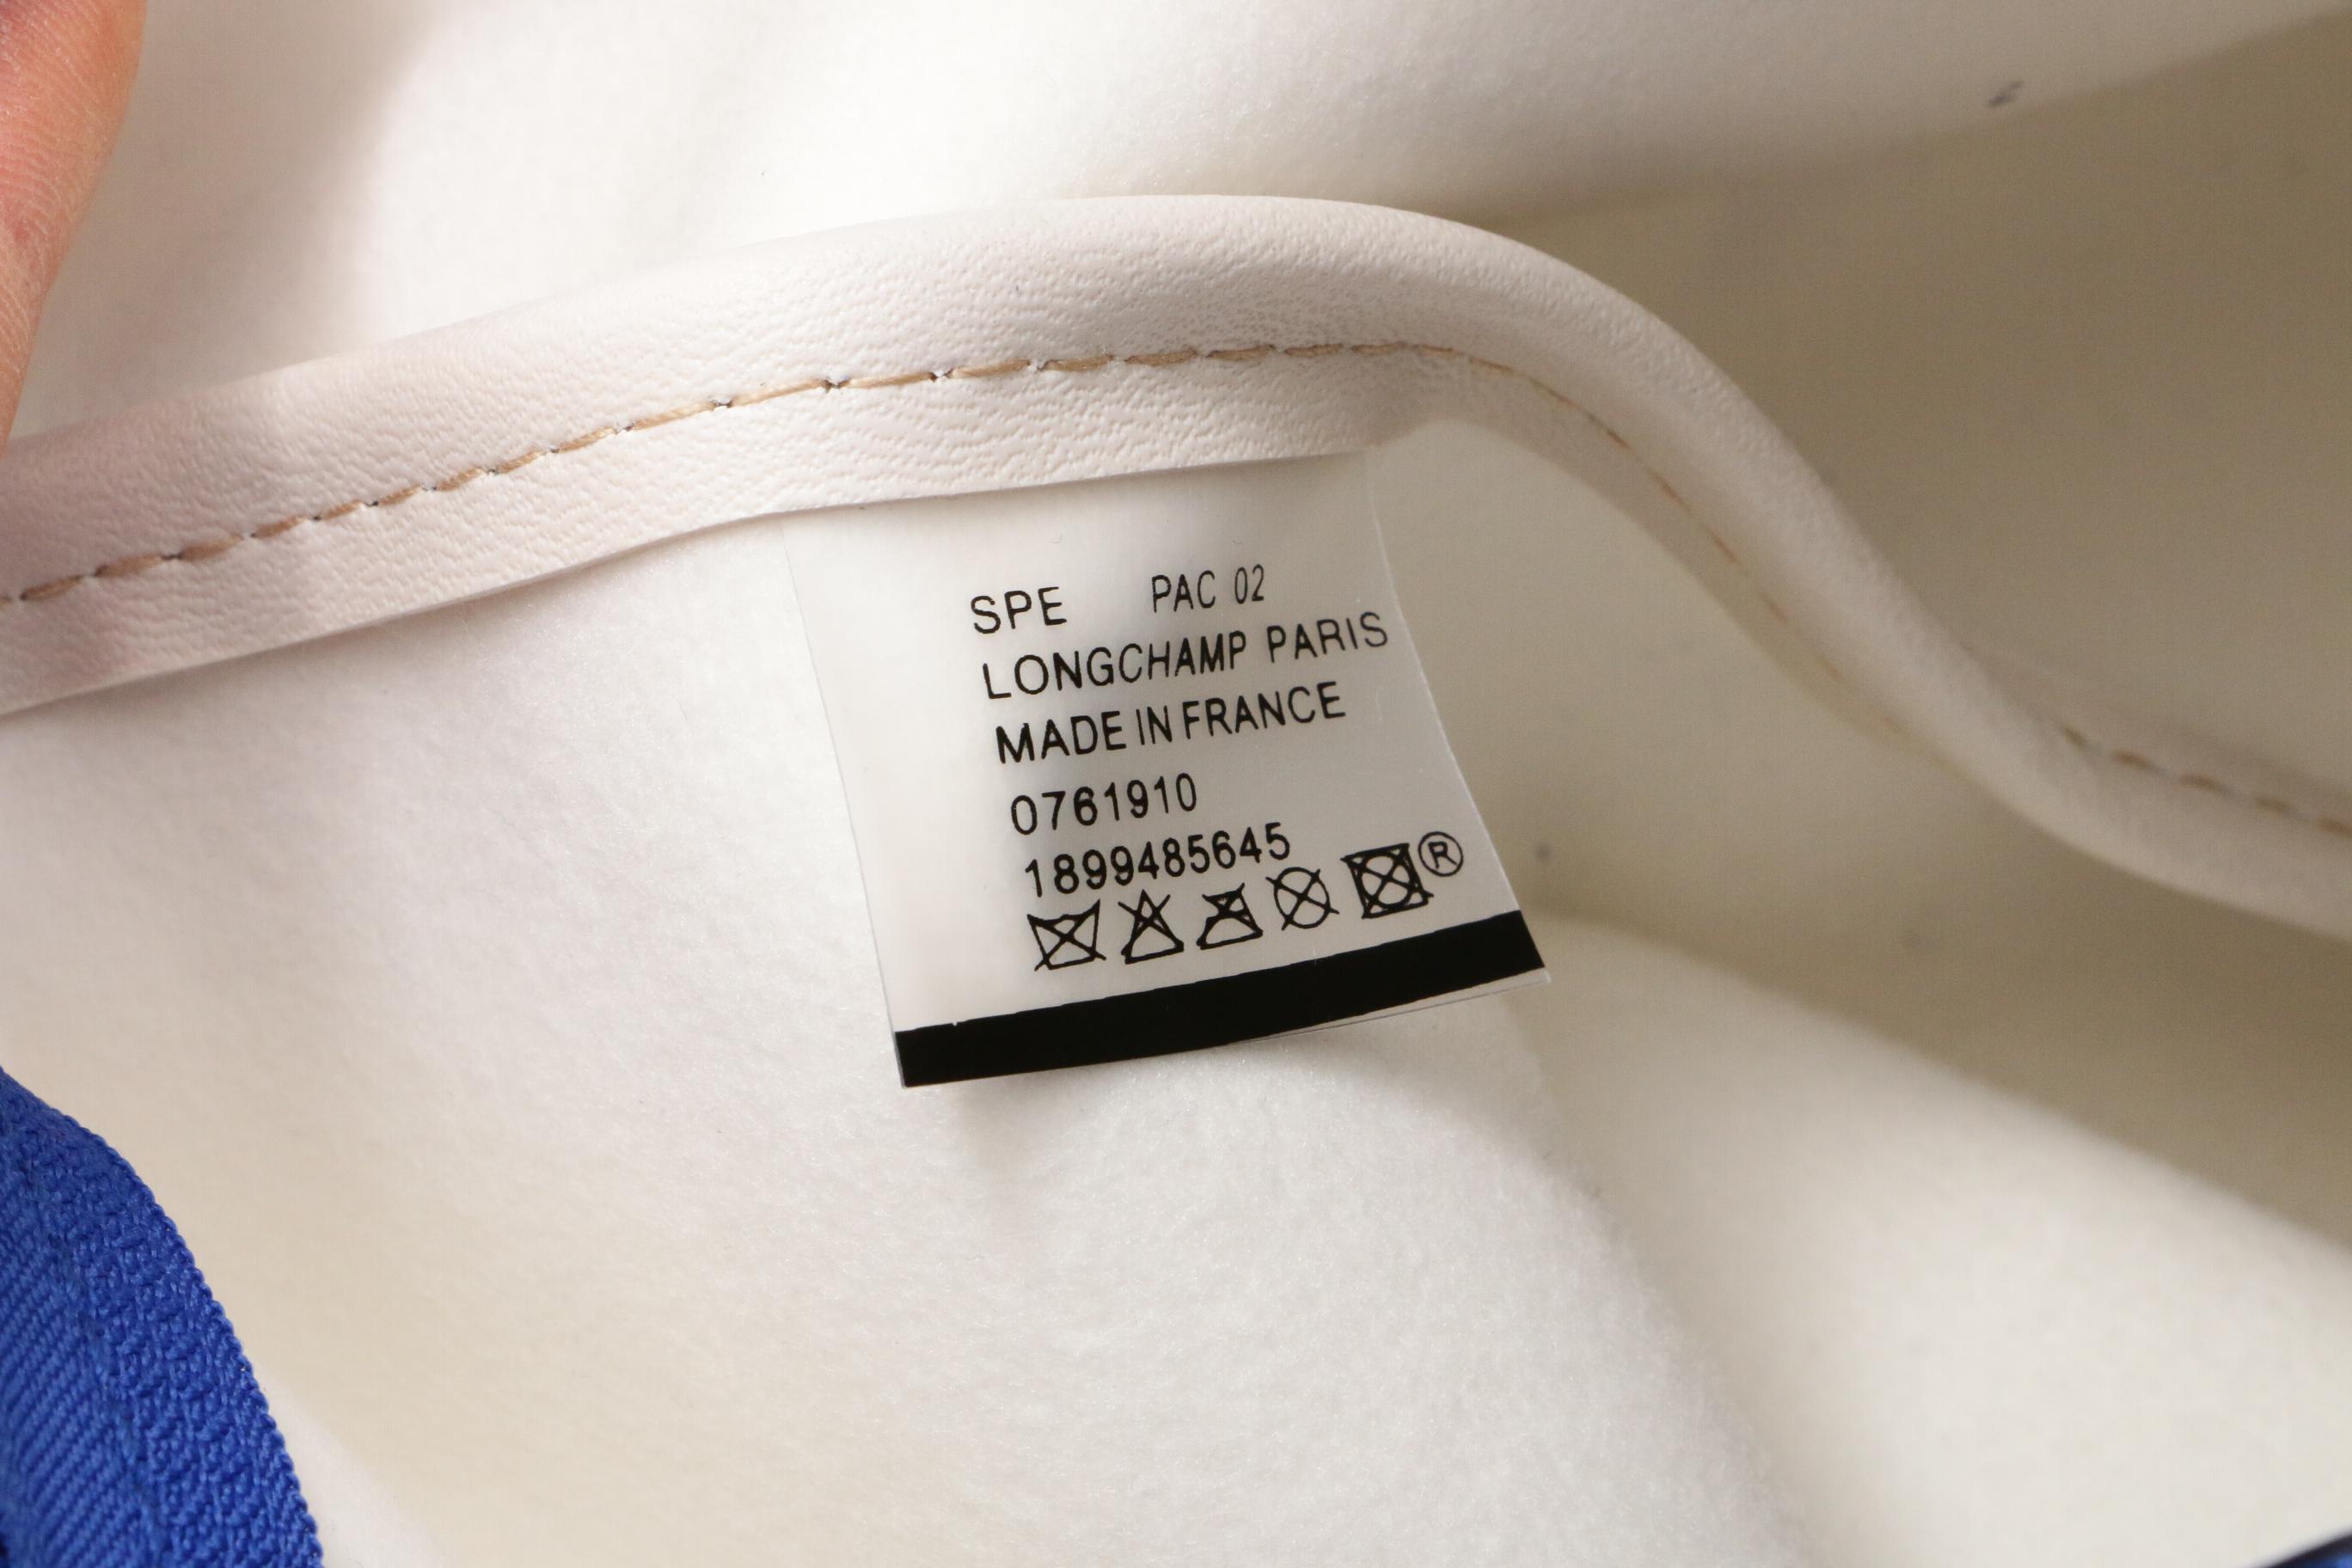 SPE PAC 02
LONGCHAMP PARIS
MADE IN FRANCE
0761910
1899485645
®